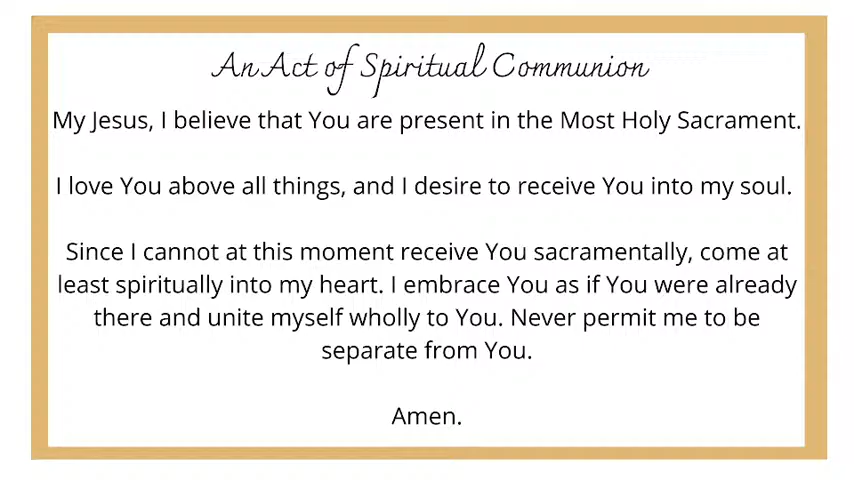 An Act of Spiritual Communion
My Jesus, I believe that You are present in the Most Holy Sacrament.
I love You above all things, and I desire to receive You into my soul.
Since I cannot at this moment receive You sacramentally, come at
least spiritually into my heart. I embrace You as if You were already
there and unite myself wholly to You. Never permit me to be
separate from You.
Amen.